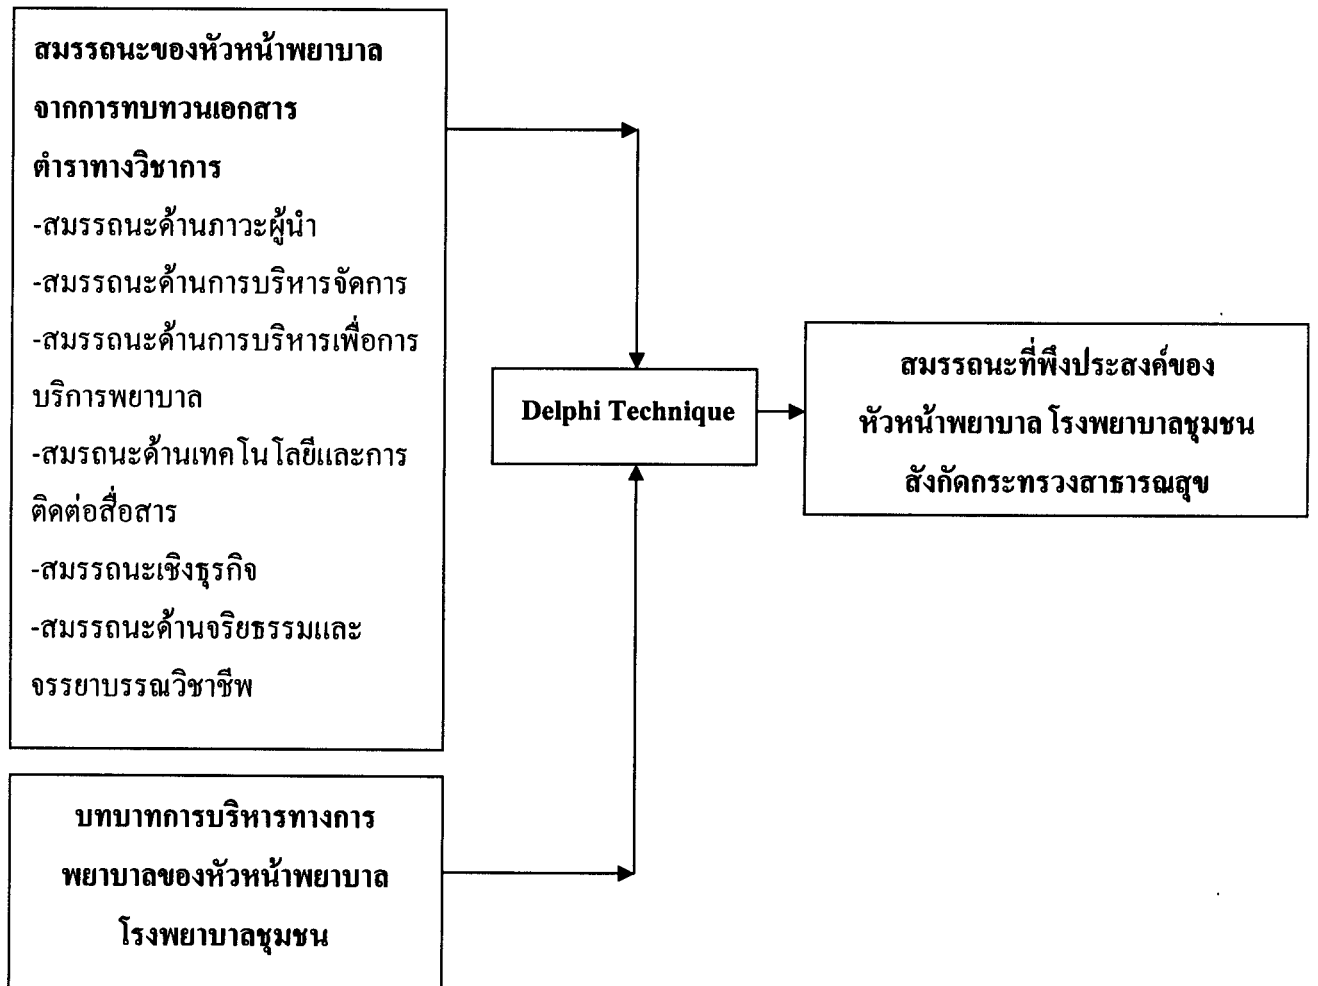 สมรรถนะของหัวหน้าพยาบาล
จากการทบทวนเอกสาร
ตำราทางวิชาการ
-สมรรถนะด้านภาวะผู้นำ
-สมรรถนะด้านการบริหารจัดการ
-สมรรถนะด้านการบริหารเพื่อการ
บริการพยาบาล
-สมรถนะด้านเทคโนโลยีและการ
ติดต่อสื่อสาร
-สมรรถนะเชิงธุรกิจ
-สมรรถนะด้านจริยธรรมและ
จรรยาบรรณวิชาชีพ
บทบาทการบริหารทางการ
พยาบาลของหัวหน้าพยาบาล
โรงพยาบาลชุมชน
Delphi Technique
สมรรถนะที่พึงประสงค์ของ
หัวหน้าพยาบาล โรงพยาบาลชุมชน
สังกัดกระทรวงสาธารณสุข